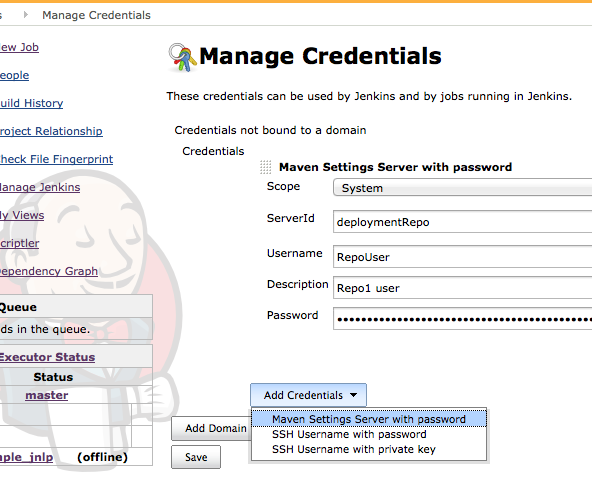 Manage Credentials
ew Job
eople
uild History
roject Relationship
heck File Fingerprint
anage Jenkins
y Views
criptler
ependency Graph
Queue
ds in the queue.
Executor Status
Status
master
ple_jnlp (offline)
Manage Credentials
These credentials can be used by Jenkins and by jobs running in Jenkins.
Credentials not bound to a domain
Credentials
Maven Settings Server with password
Scope System
ServerId deploymentRepo
Username RepoUser
Description Repo1 user
Password
Add Credentials
Maven Settings Server with password
SSH Username with password
SSH Username with private key
Add Domain
Save